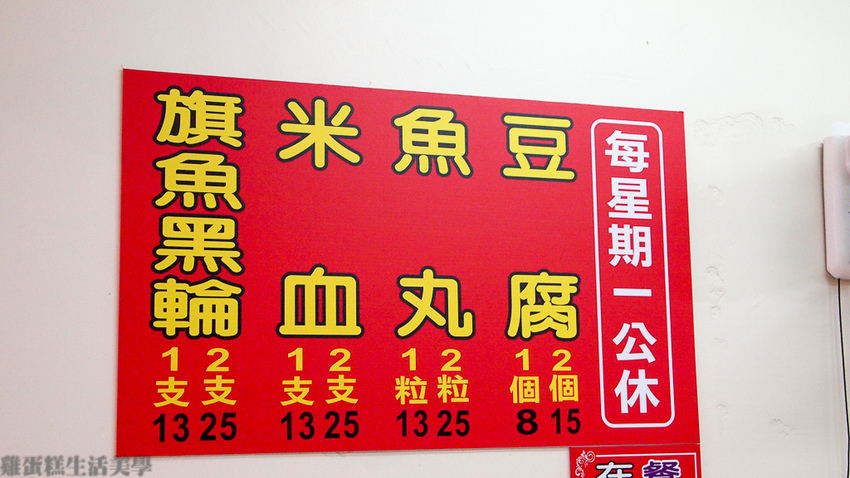 每星期一公休
豆腐
1個 8
2個 15
魚丸
1粒 13
2粒 25
米血
1支 13
2支 25
旗魚黑輪
1支 13
2支 25
在餐
雞蛋糕生活美學